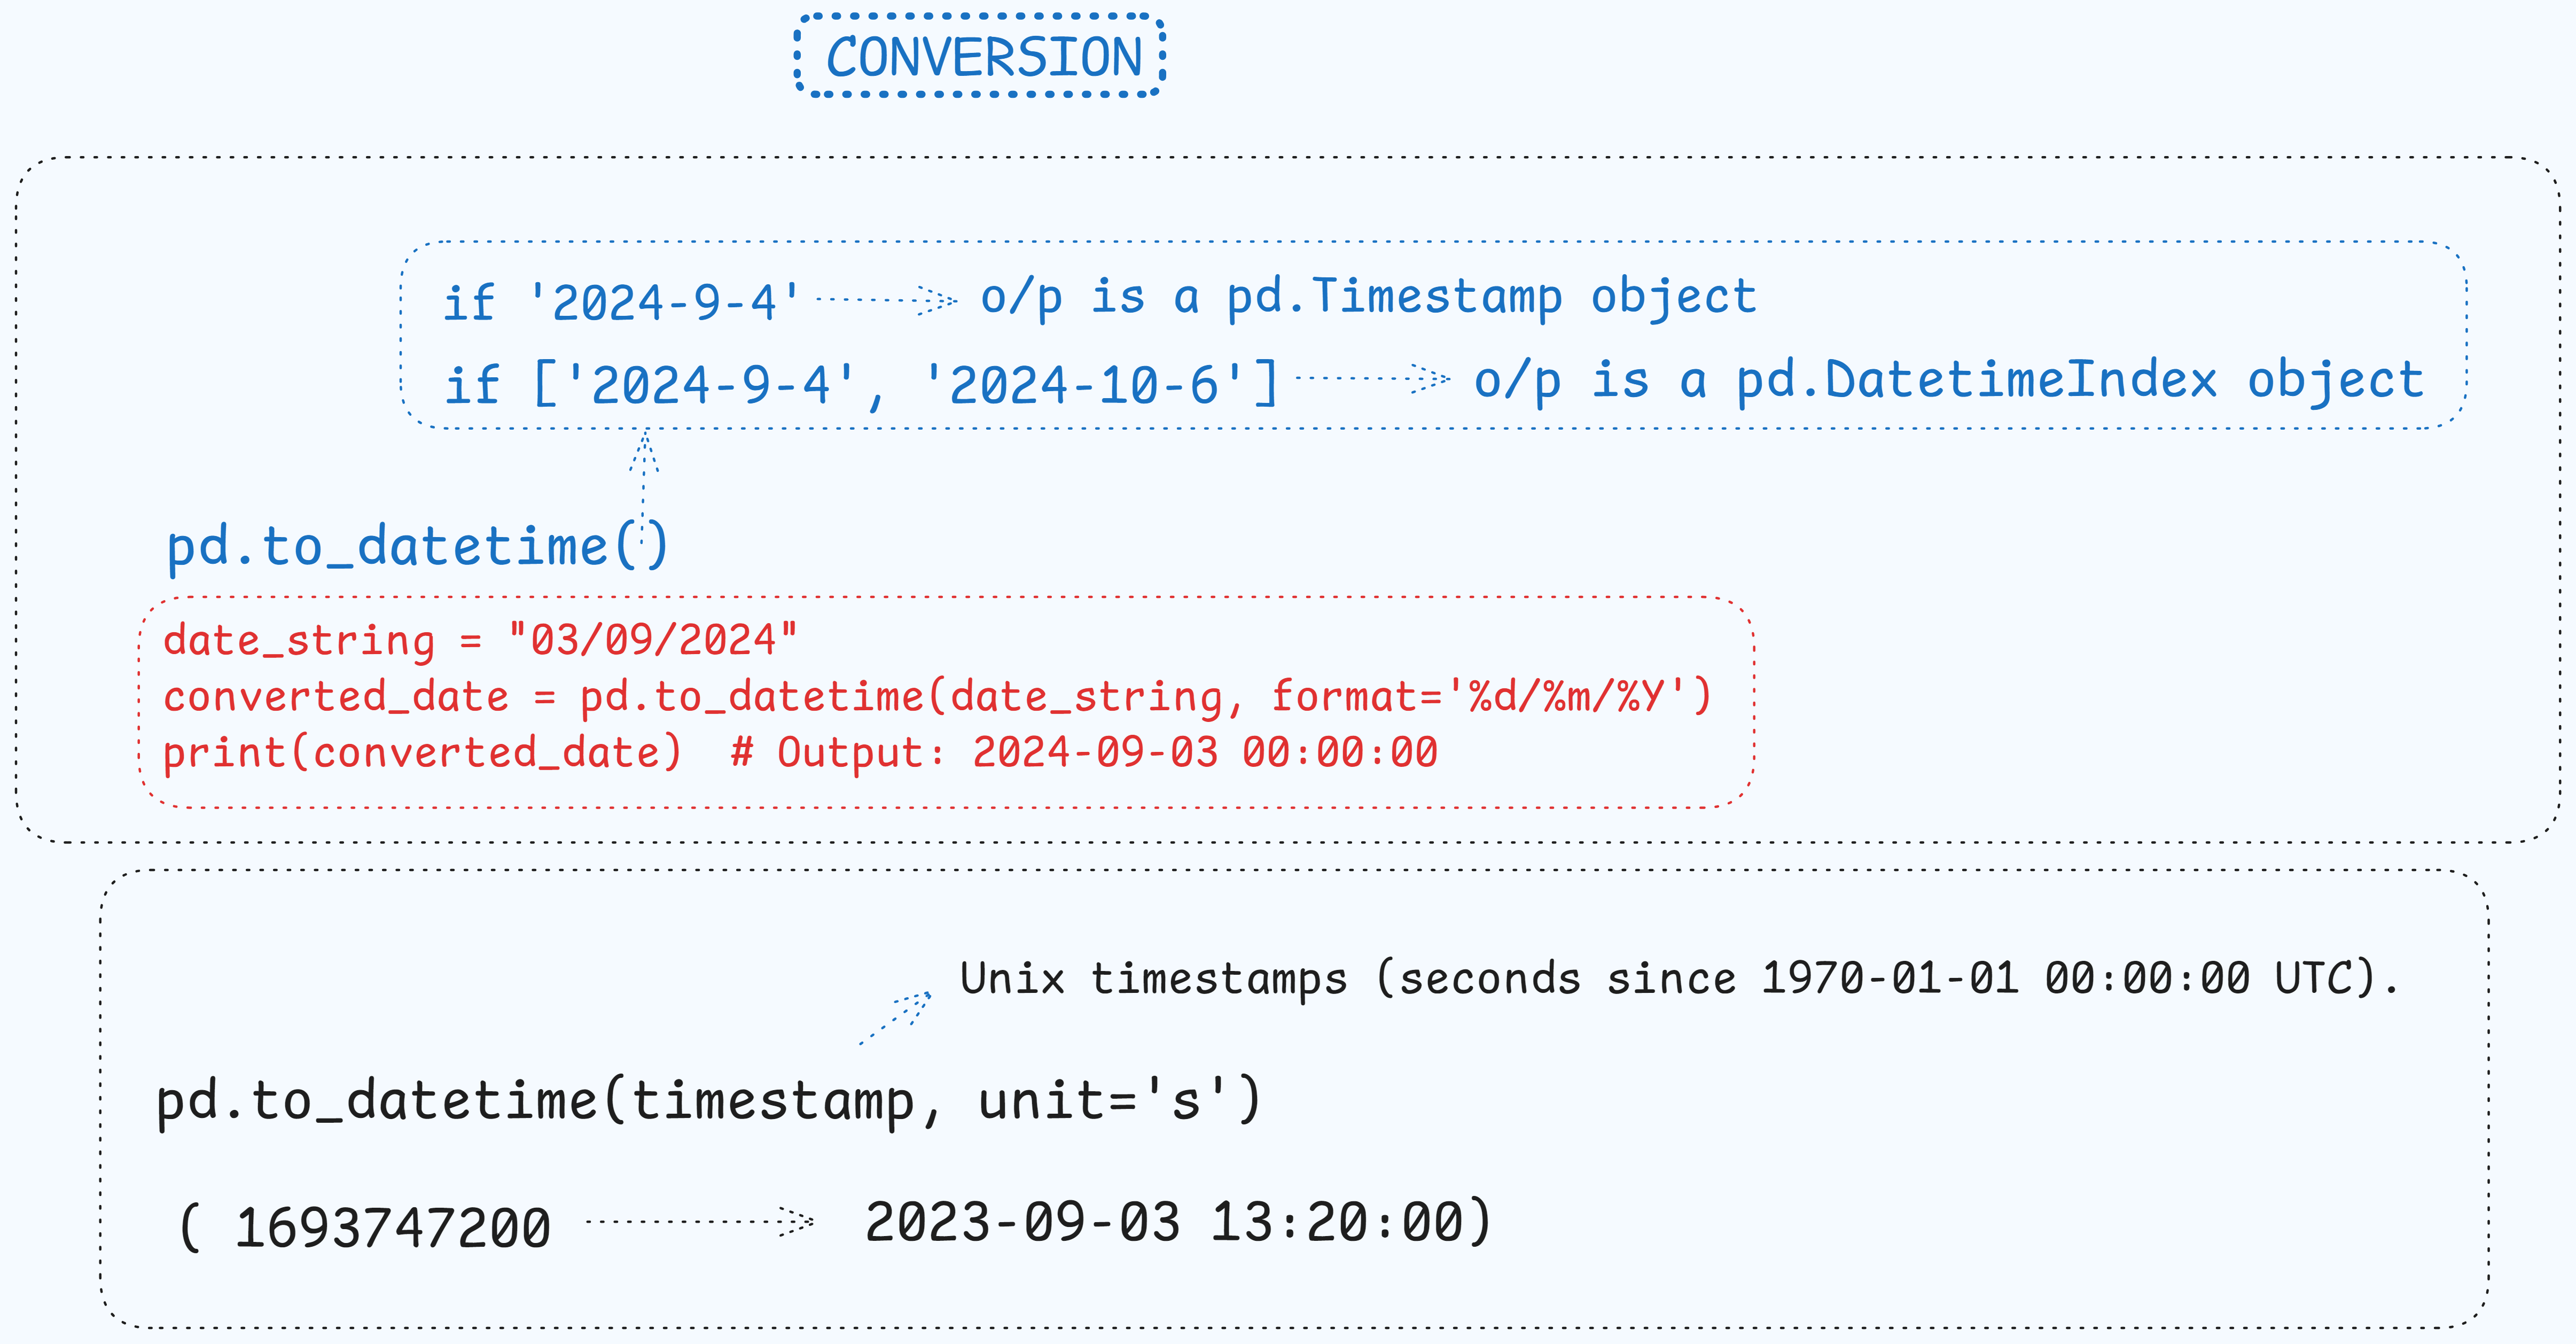 CONVERSION
if '2024-9-4' o/p is a pd.Timestamp object
if ['2024-9-4', '2024-10-6'] o/p is a pd.DatetimeIndex object
pd.to_datetime()
date_string = "03/09/2024"
converted_date = pd.to_datetime(date_string, format='%d/%m/%Y')
print(converted_date)  # Output: 2024-09-03 00:00:00
Unix timestamps (seconds since 1970-01-01 00:00:00 UTC).
pd.to_datetime(timestamp, unit='s')
( 1693747200 2023-09-03 13:20:00)